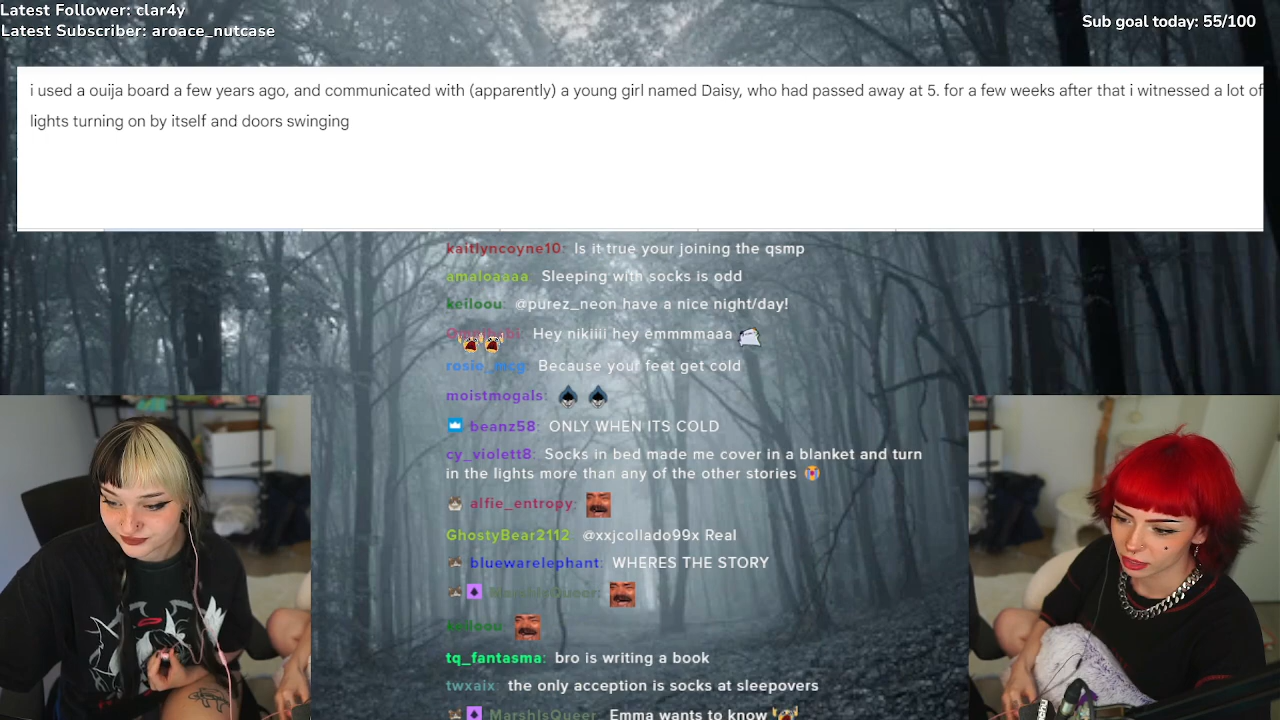 Latest Follower: clar4y
Latest Subscriber: aroace_nutcase
Sub goal today: 55/100
i used a ouija board a few years ago, and communicated with (apparently) a young girl named Daisy, who had passed away at 5. for a few weeks after that i witnessed a lot of
lights turning on by itself and doors swinging
kaitlyncoyne10: Is it true your joining the qsmp
amaloaaaa: Sleeping with socks is odd
keiloou: @purez_neon have a nice night/day!
Hey nikiiii hey emmmmaaa
Because your feet get cold
moistmogals:
beanz58: ONLY WHEN ITS COLD
cy_violett8: Socks in bed made me cover in a blanket and turn
in the lights more than any of the other stories
alfie_entropy:
GhostyBear2112: @xxjcollado99x Real
bluewarelephant: WHERES THE STORY
MarshIsQueer:
keiloou:
tq_fantasma: bro is writing a book
twxaix: the only acception is socks at sleepovers
MarshIsQueer: Emma wants to know